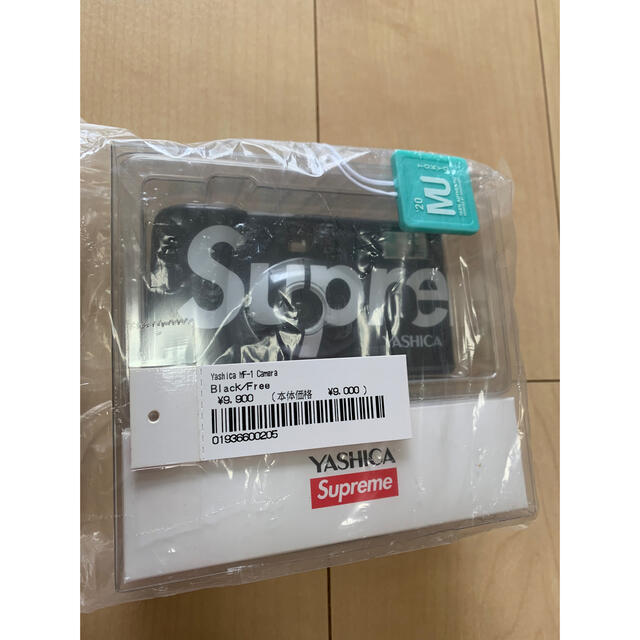 '20
MU
Supreme
YASHICA
Yashica MF-1 Camera
Black/Free
¥9,900 (本体価格 ¥9,000)
01936600205
YASHICA
Supreme